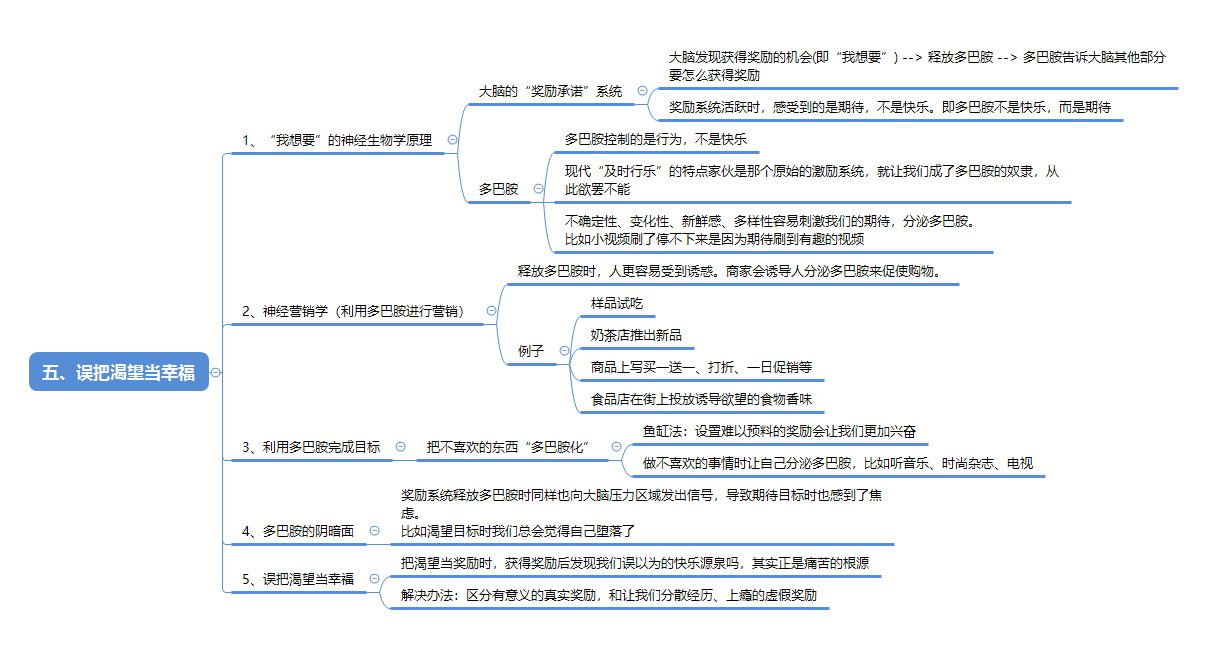 五、误把渴望当幸福
1、“我想要”的神经生物学原理
大脑的“奖励承诺”系统
大脑发现获得奖励的机会(即“我想要”) --> 释放多巴胺 --> 多巴胺告诉大脑其他部分
要怎么获得奖励
奖励系统活跃时，感受到的是期待，不是快乐。即多巴胺不是快乐，而是期待
多巴胺
多巴胺控制的是行为，不是快乐
现代“及时行乐”的特点家伙是那个原始的激励系统，就让我们成了多巴胺的奴隶，从
此欲罢不能
不确定性、变化性、新鲜感、多样性容易刺激我们的期待，分泌多巴胺。
比如小视频刷了停不下来是因为期待刷到有趣的视频
2、神经营销学（利用多巴胺进行营销）
释放多巴胺时，人更容易受到诱惑。商家会诱导人分泌多巴胺来促使购物。
例子
样品试吃
奶茶店推出新品
商品上写买一送一、打折、一日促销等
食品店在街上投放诱导欲望的食物香味
3、利用多巴胺完成目标
把不喜欢的东西“多巴胺化”
鱼缸法：设置难以预料的奖励会让我们更加兴奋
做不喜欢的事情时让自己分泌多巴胺，比如听音乐、时尚杂志、电视
4、多巴胺的阴暗面
奖励系统释放多巴胺时同样也向大脑压力区域发出信号，导致期待目标时也感到了焦
虑。
比如渴望目标时我们总会觉得自己堕落了
5、误把渴望当幸福
把渴望当奖励时，获得奖励后发现我们误以为的快乐源泉吗，其实正是痛苦的根源
解决办法：区分有意义的真实奖励，和让我们分散经历、上瘾的虚假奖励